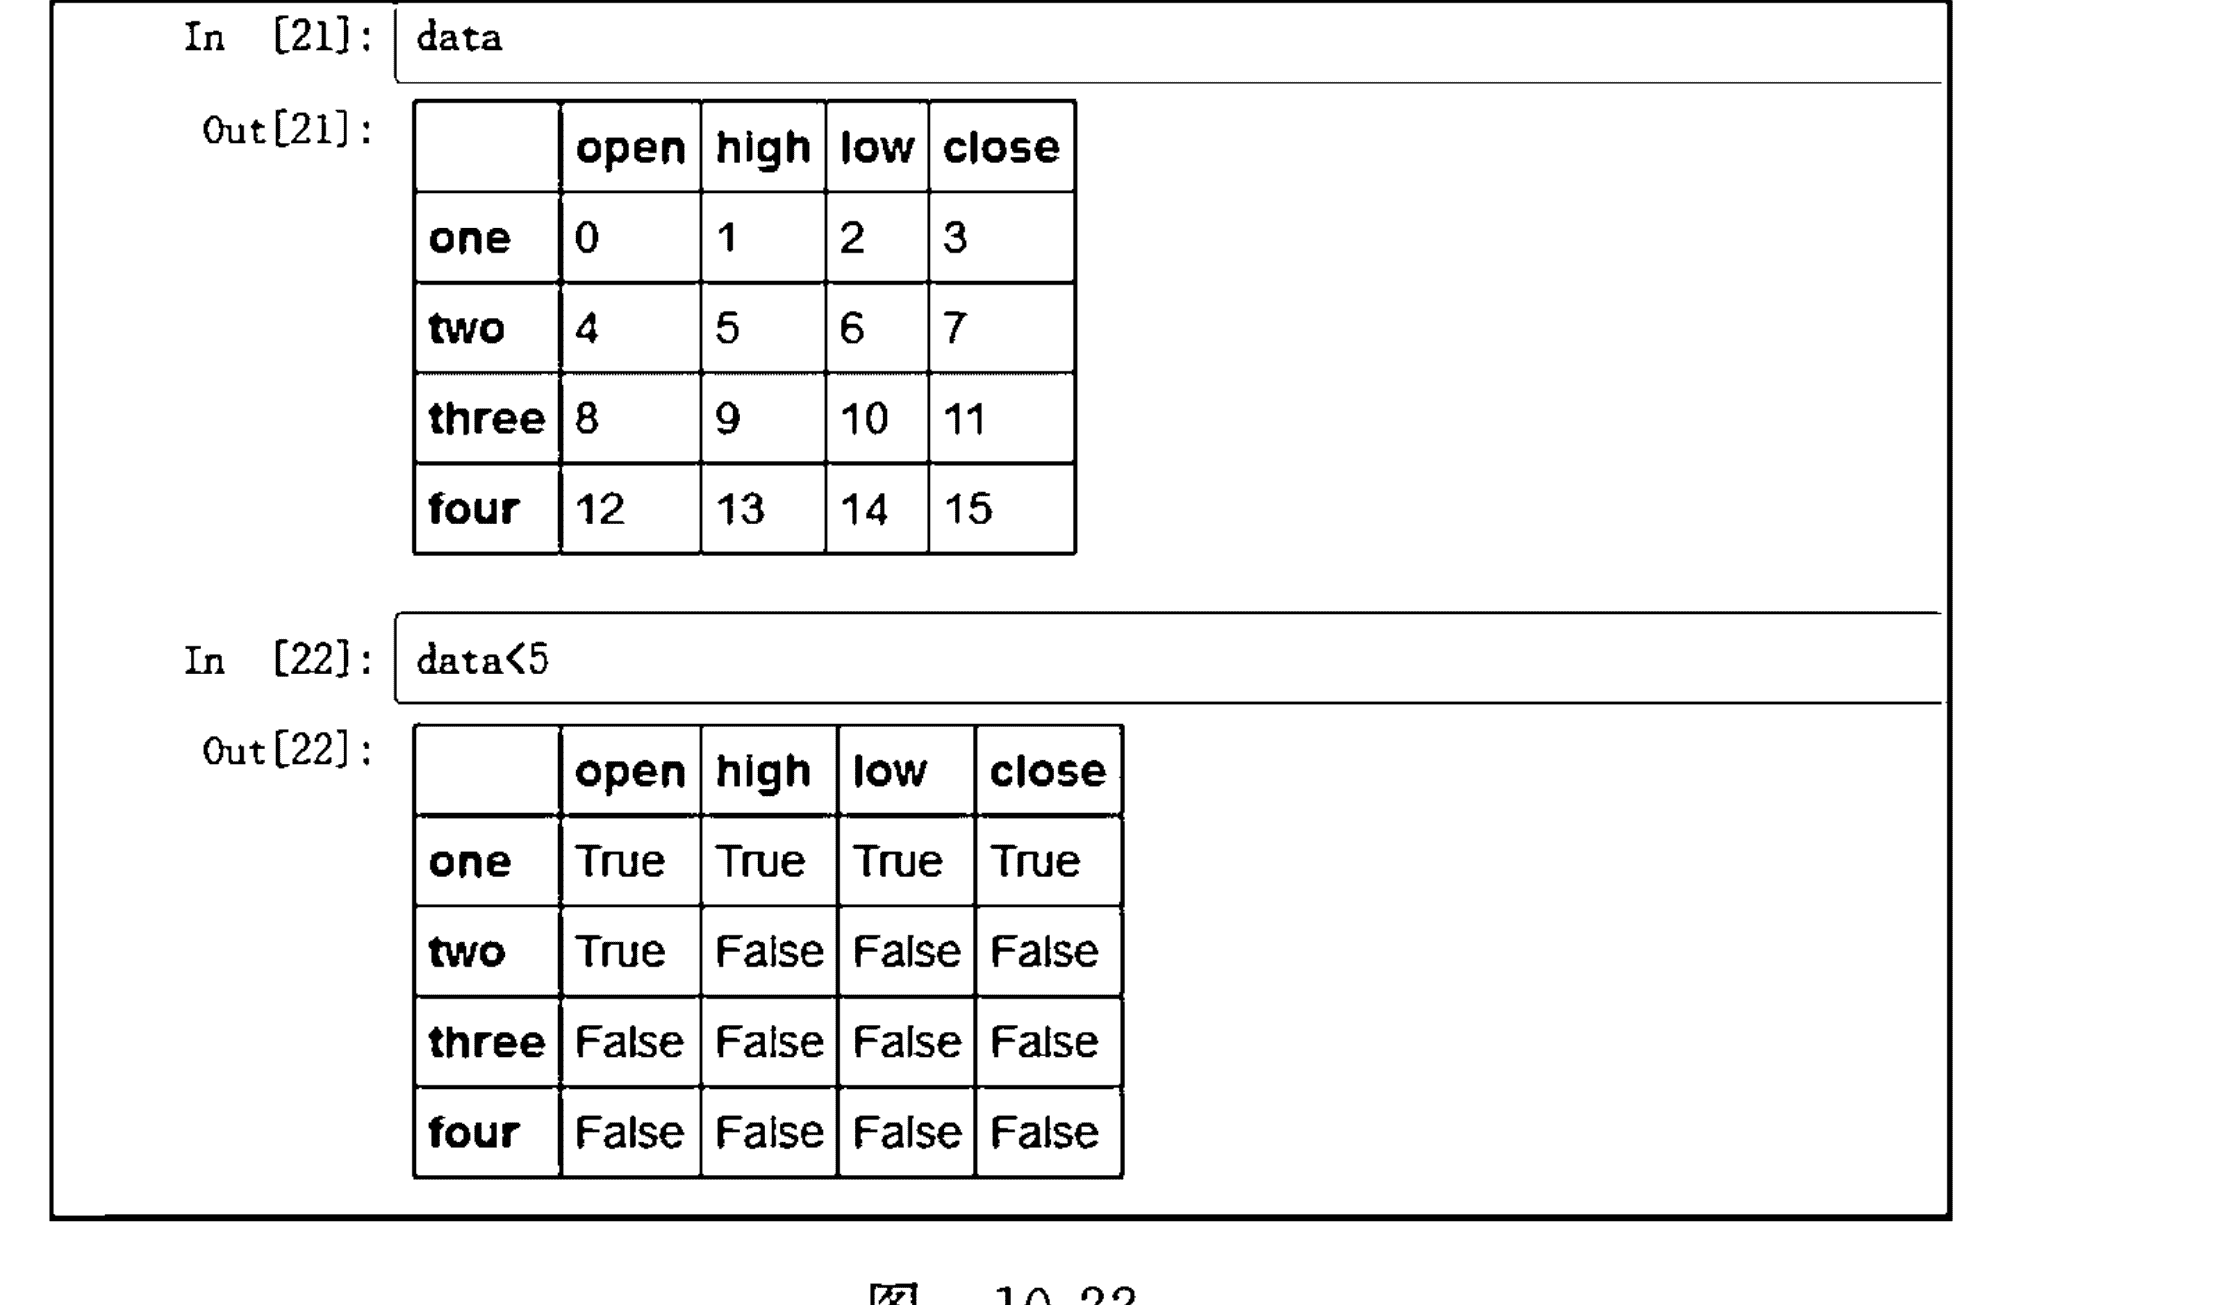 In [21]: data
Out[21]:
open high low close
one 0 1 2 3
two 4 5 6 7
three 8 9 10 11
four 12 13 14 15
In [22]: data<5
Out[22]:
open high low close
one True True True True
two True False False False
three False False False False
four False False False False
图 10-22